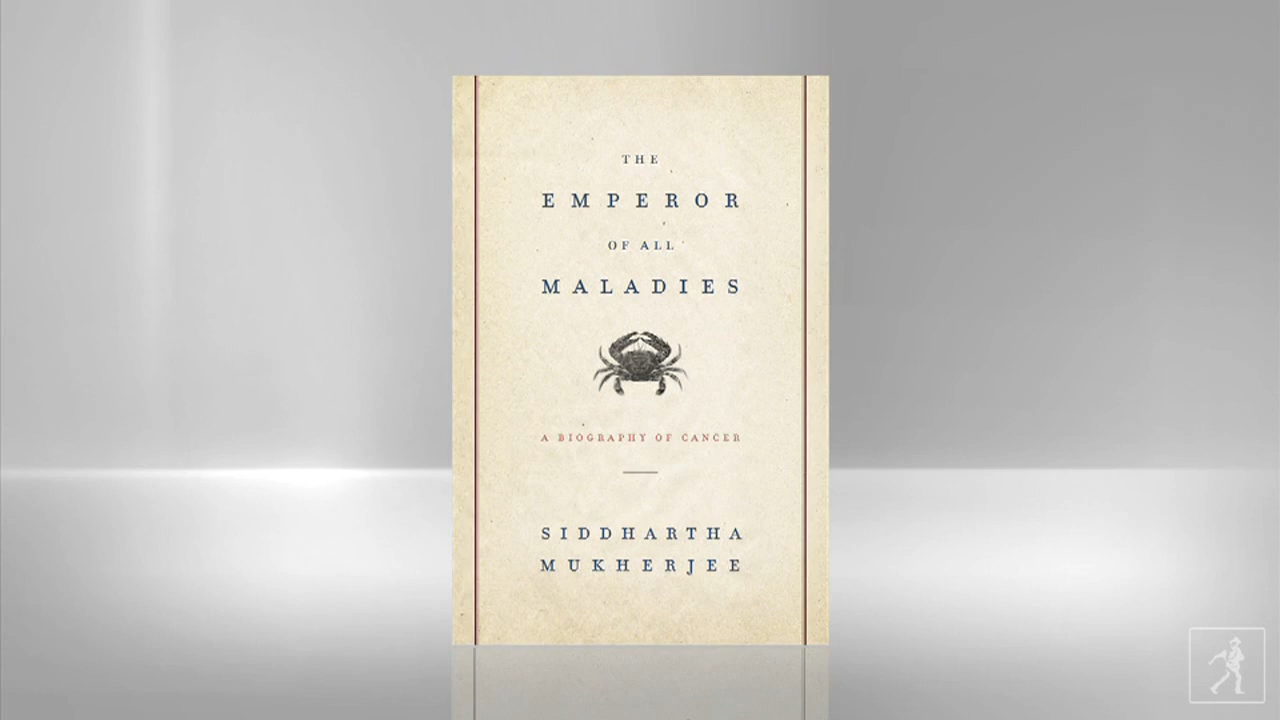 THE
EMPEROR
OF ALL
MALADIES
A BIOGRAPHY OF CANCER
SIDDHARTHA
MUKHERJEE